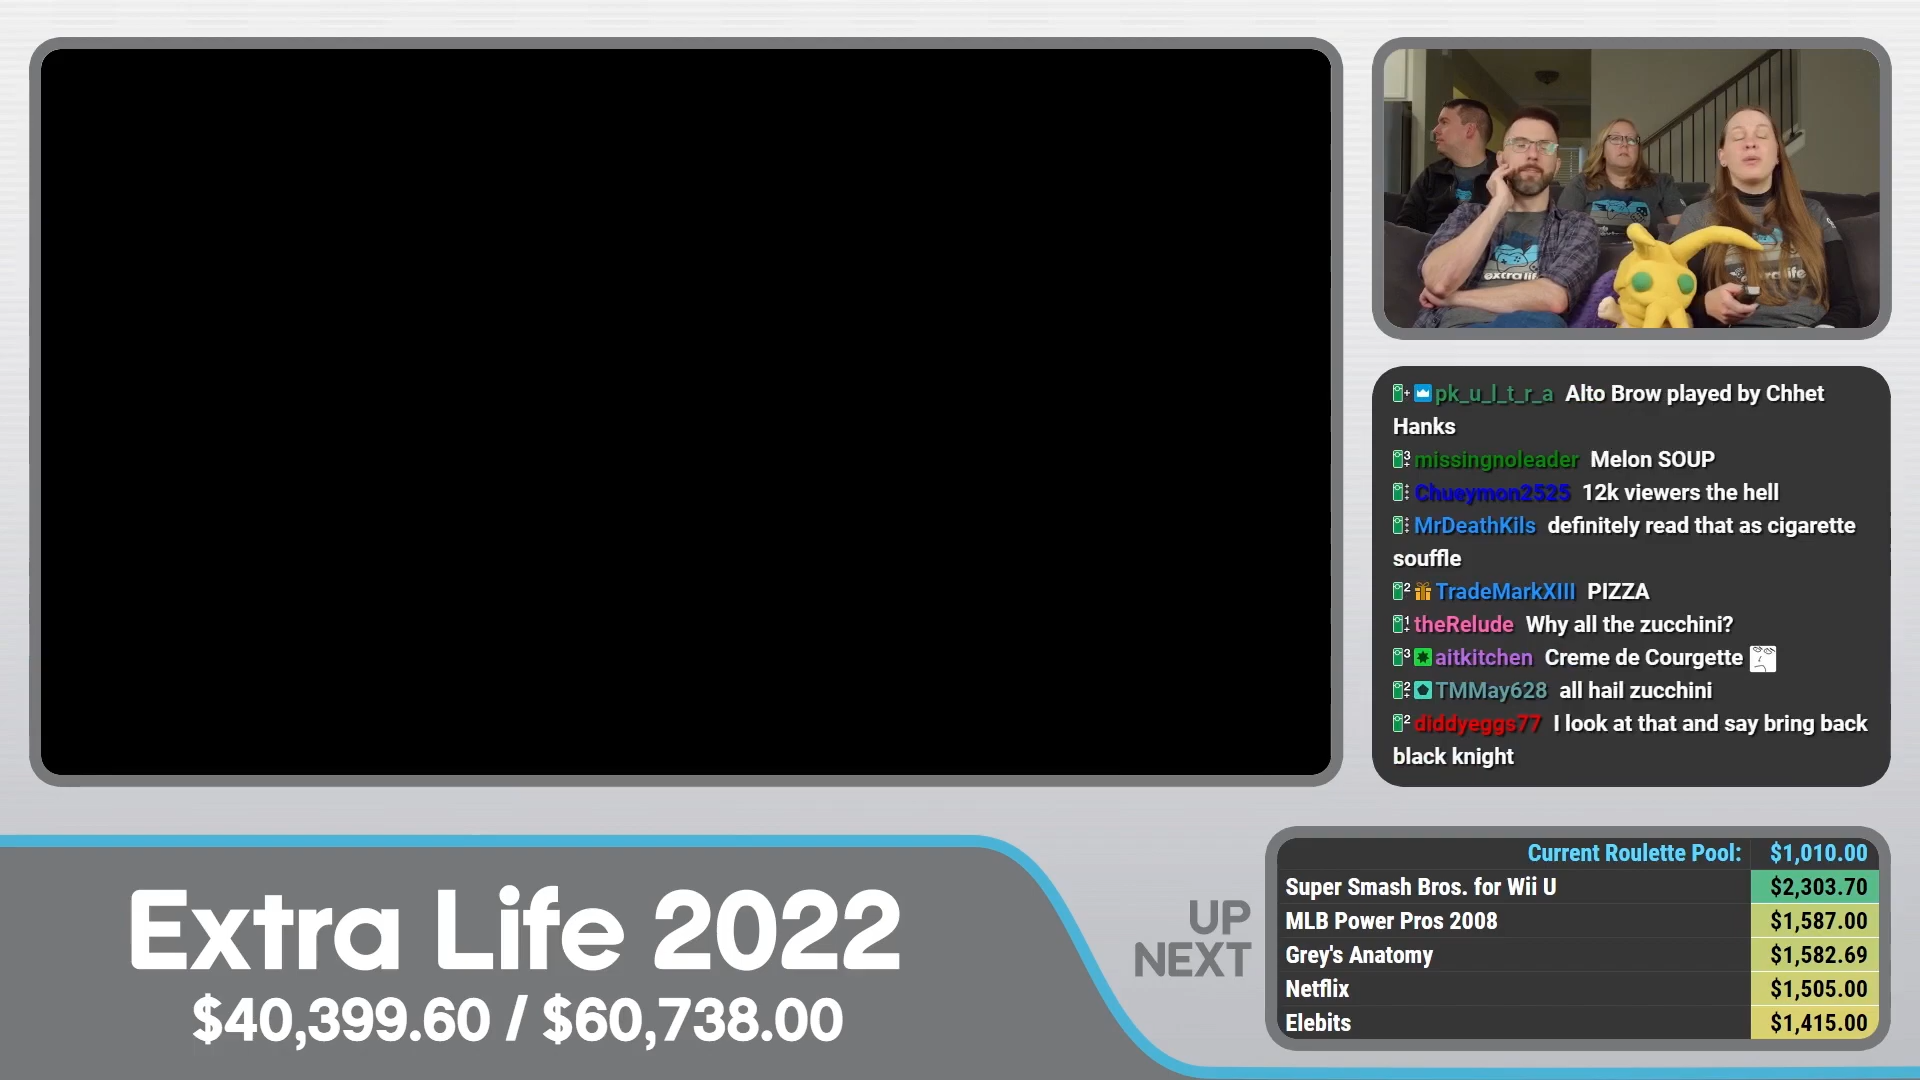 extra life
pk_u_l_t_r_a Alto Brow played by Chhet
Hanks
missingnoleader Melon SOUP
Chueymon2525 12k viewers the hell
MrDeathKils definitely read that as cigarette
souffle
TradeMarkXIII PIZZA
theRelude Why all the zucchini?
aitkitchen Creme de Courgette
TMMay628 all hail zucchini
diddyeggs77 I look at that and say bring back
black knight
Extra Life 2022
$40,399.60 / $60,738.00
UP
NEXT
Current Roulette Pool: $1,010.00
Super Smash Bros. for Wii U $2,303.70
MLB Power Pros 2008 $1,587.00
Grey's Anatomy $1,582.69
Netflix $1,505.00
Elebits $1,415.00